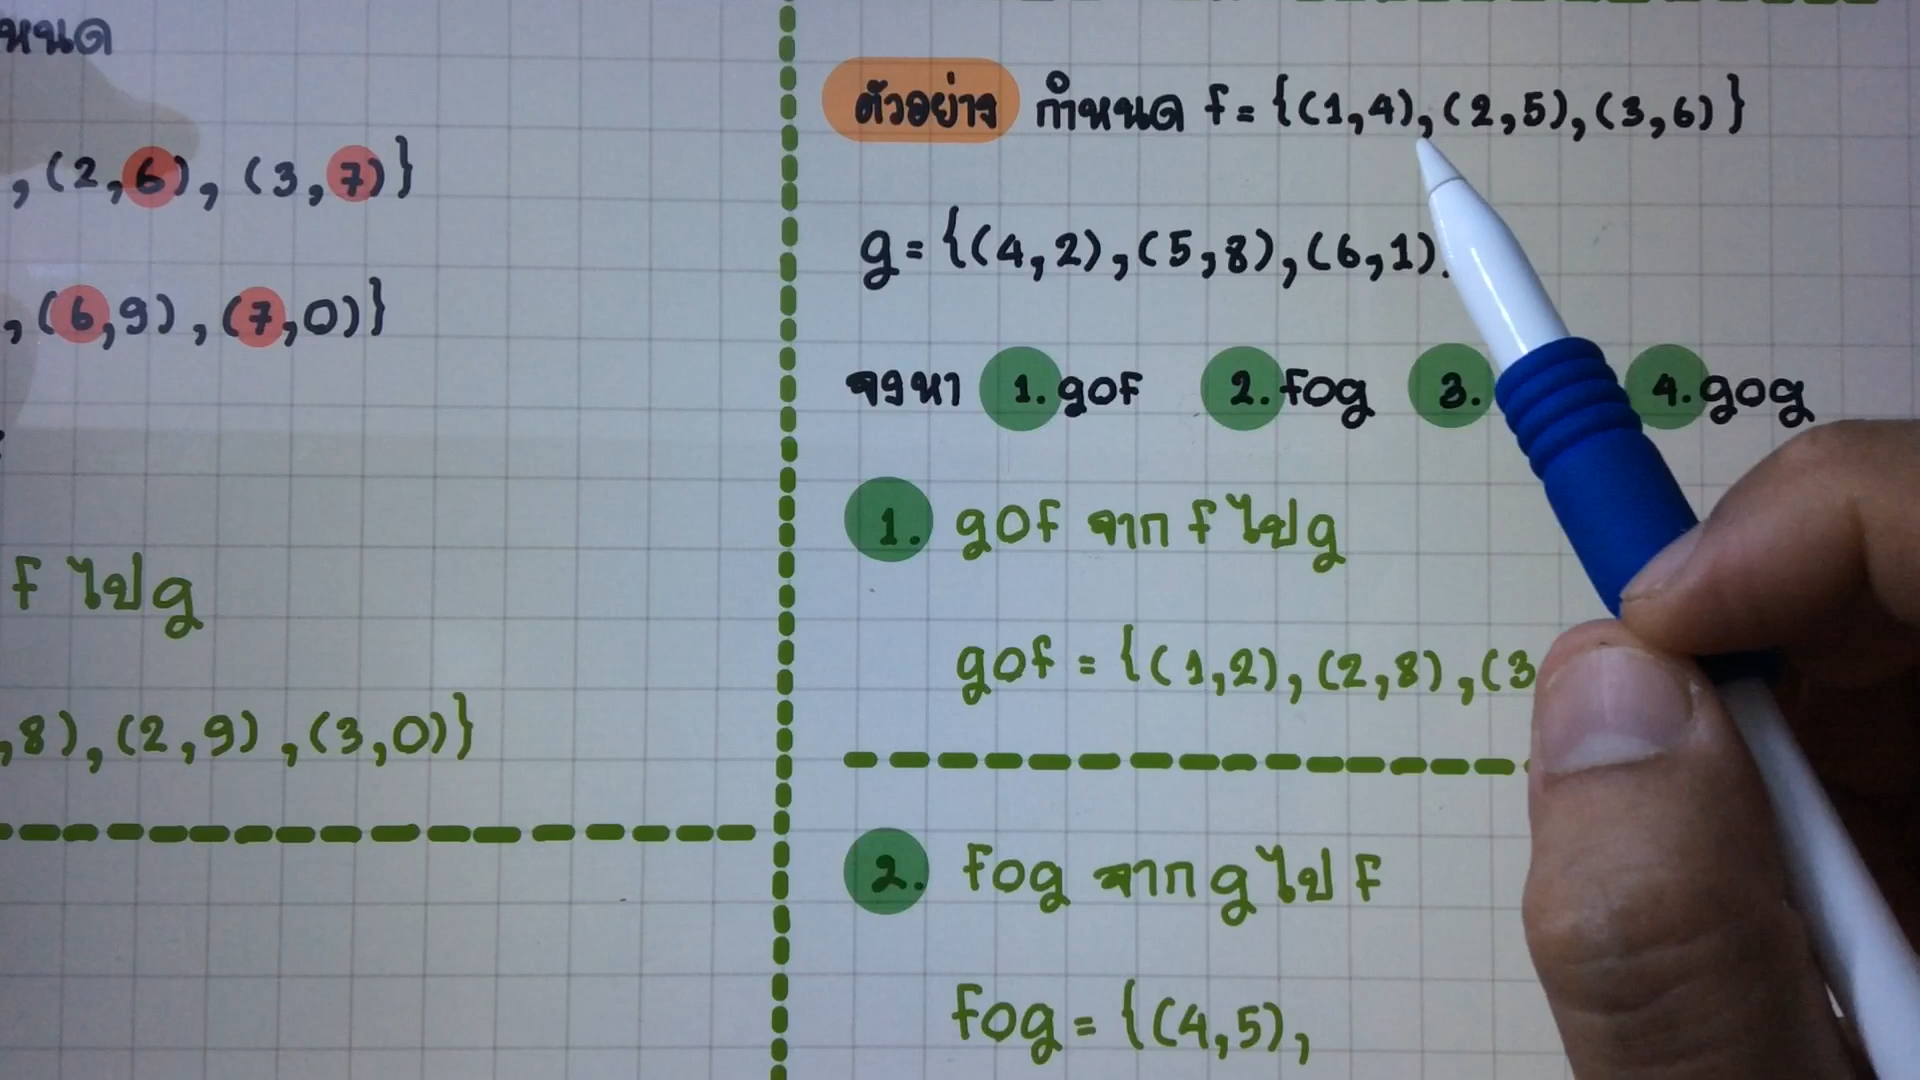 หนด
,(2,6), (3,7)}
,(6,9), (7,0)}
f ไปg
,8), (2,9), (3,0)}
ตัวอย่าง กำหนด f = {(1,4),(2,5),(3,6)}
g = {(4,2),(5,8),(6,1)
จงหา 1. gof 2. fog 3. 4. gog
1. gof จาก f ไปg
gof = {(1,2),(2,8),(3
2. fog จาก g ไป f
fog = {(4,5),